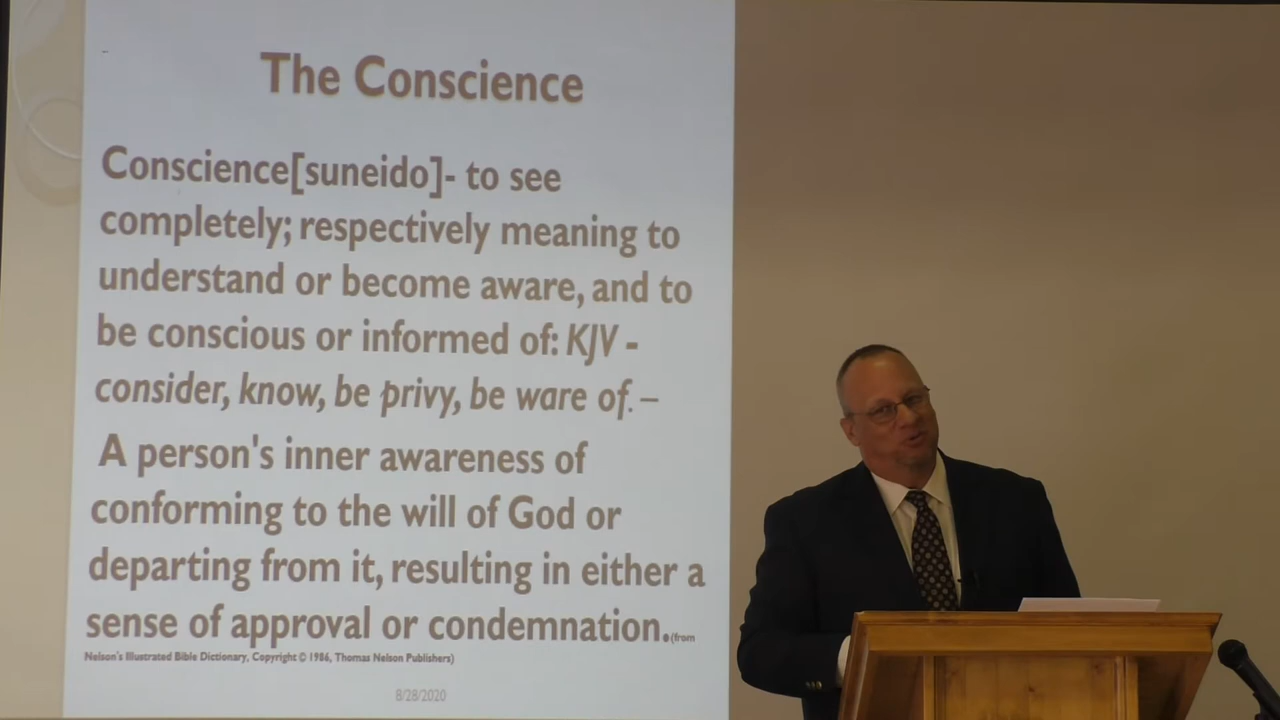 The Conscience
Conscience[suneido]- to see
completely; respectively meaning to
understand or become aware, and to
be conscious or informed of: KJV -
consider, know, be privy, be ware of. –
A person's inner awareness of
conforming to the will of God or
departing from it, resulting in either a
sense of approval or condemnation. (from
Nelson's Illustrated Bible Dictionary, Copyright © 1986, Thomas Nelson Publishers)
8/28/2020